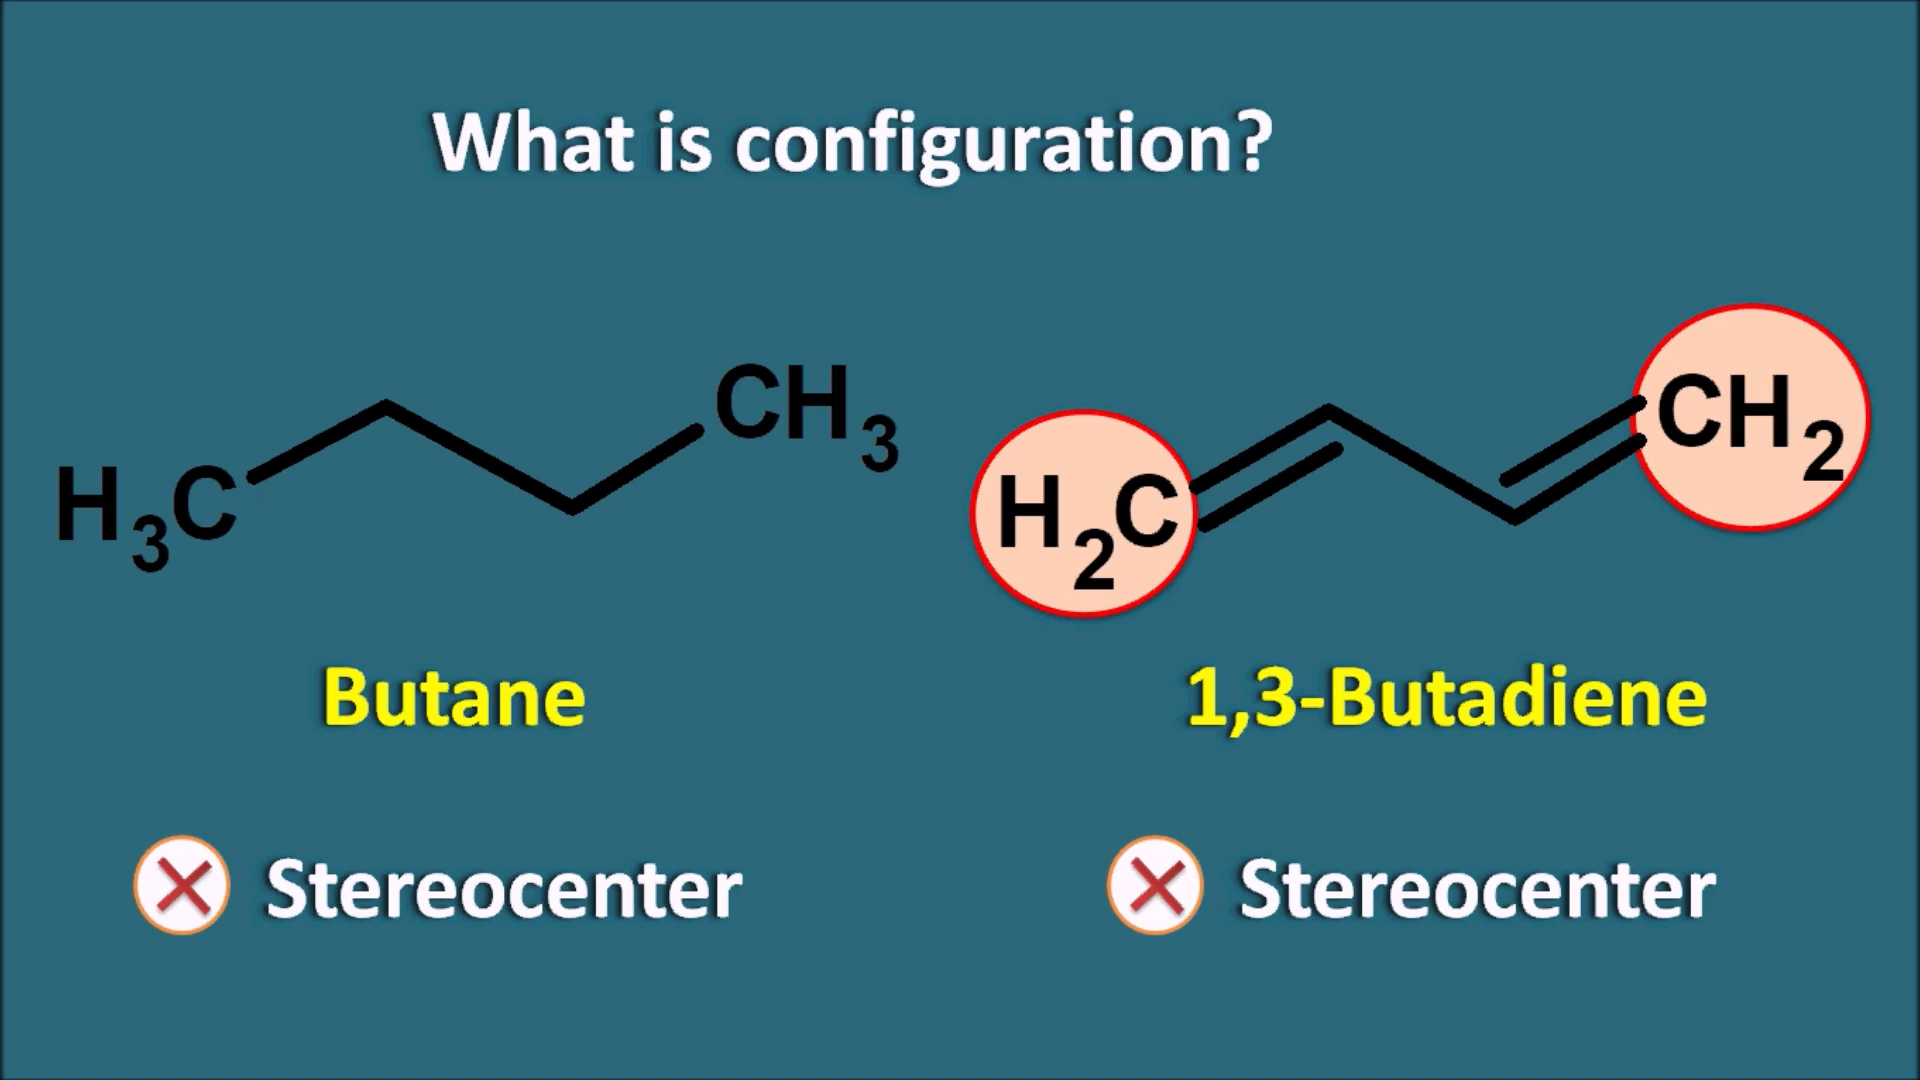 What is configuration?
H3C CH3
H2C CH2
Butane
1,3-Butadiene
Stereocenter
Stereocenter